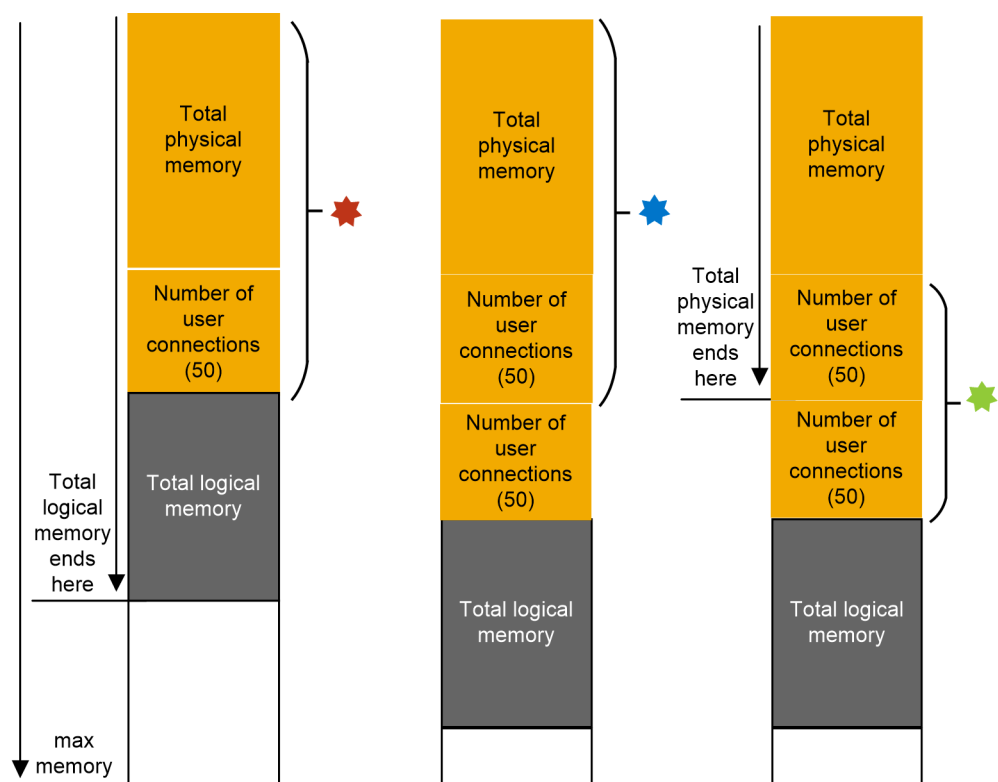 Total
physical
memory
Number of
user
connections
(50)
Total logical
memory
Total
logical
memory
ends
here
max
memory
Total
physical
memory
Number of
user
connections
(50)
Number of
user
connections
(50)
Total logical
memory
Total
physical
memory
Total
physical
memory
ends
here
Number of
user
connections
(50)
Number of
user
connections
(50)
Total logical
memory